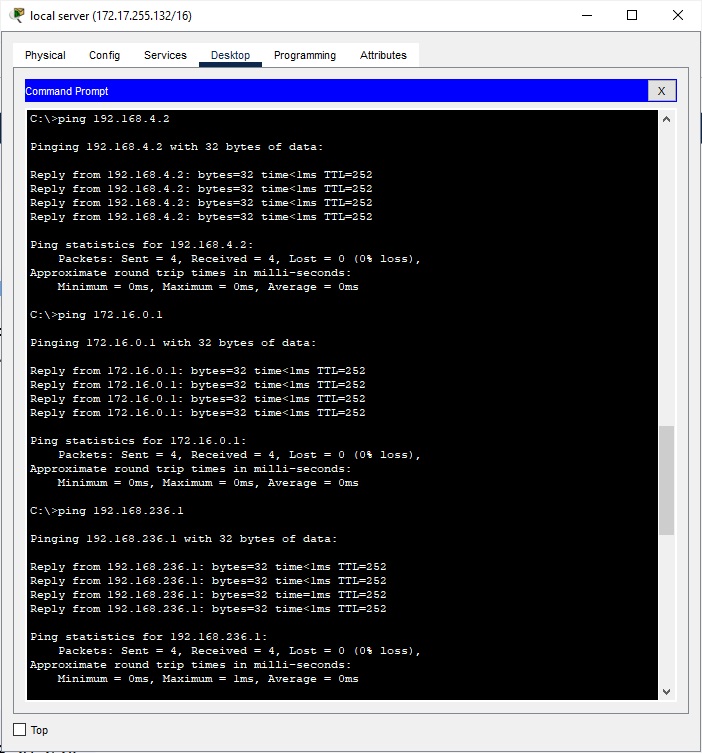 local server (172.17.255.132/16)
Physical Config Services Desktop Programming Attributes
Command Prompt X
C:\>ping 192.168.4.2
Pinging 192.168.4.2 with 32 bytes of data:
Reply from 192.168.4.2: bytes=32 time<1ms TTL=252
Reply from 192.168.4.2: bytes=32 time<1ms TTL=252
Reply from 192.168.4.2: bytes=32 time<1ms TTL=252
Reply from 192.168.4.2: bytes=32 time<1ms TTL=252
Ping statistics for 192.168.4.2:
Packets: Sent = 4, Received = 4, Lost = 0 (0% loss),
Approximate round trip times in milli-seconds:
Minimum = 0ms, Maximum = 0ms, Average = 0ms
C:\>ping 172.16.0.1
Pinging 172.16.0.1 with 32 bytes of data:
Reply from 172.16.0.1: bytes=32 time<1ms TTL=252
Reply from 172.16.0.1: bytes=32 time<1ms TTL=252
Reply from 172.16.0.1: bytes=32 time<1ms TTL=252
Reply from 172.16.0.1: bytes=32 time<1ms TTL=252
Ping statistics for 172.16.0.1:
Packets: Sent = 4, Received = 4, Lost = 0 (0% loss),
Approximate round trip times in milli-seconds:
Minimum = 0ms, Maximum = 0ms, Average = 0ms
C:\>ping 192.168.236.1
Pinging 192.168.236.1 with 32 bytes of data:
Reply from 192.168.236.1: bytes=32 time<1ms TTL=252
Reply from 192.168.236.1: bytes=32 time<1ms TTL=252
Reply from 192.168.236.1: bytes=32 time=1ms TTL=252
Reply from 192.168.236.1: bytes=32 time<1ms TTL=252
Ping statistics for 192.168.236.1:
Packets: Sent = 4, Received = 4, Lost = 0 (0% loss),
Approximate round trip times in milli-seconds:
Minimum = 0ms, Maximum = 1ms, Average = 0ms
Top